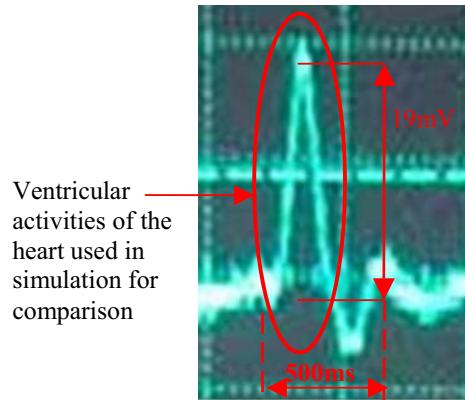 19mV
Ventricular
activities of the
heart used in
simulation for
comparison
500ms